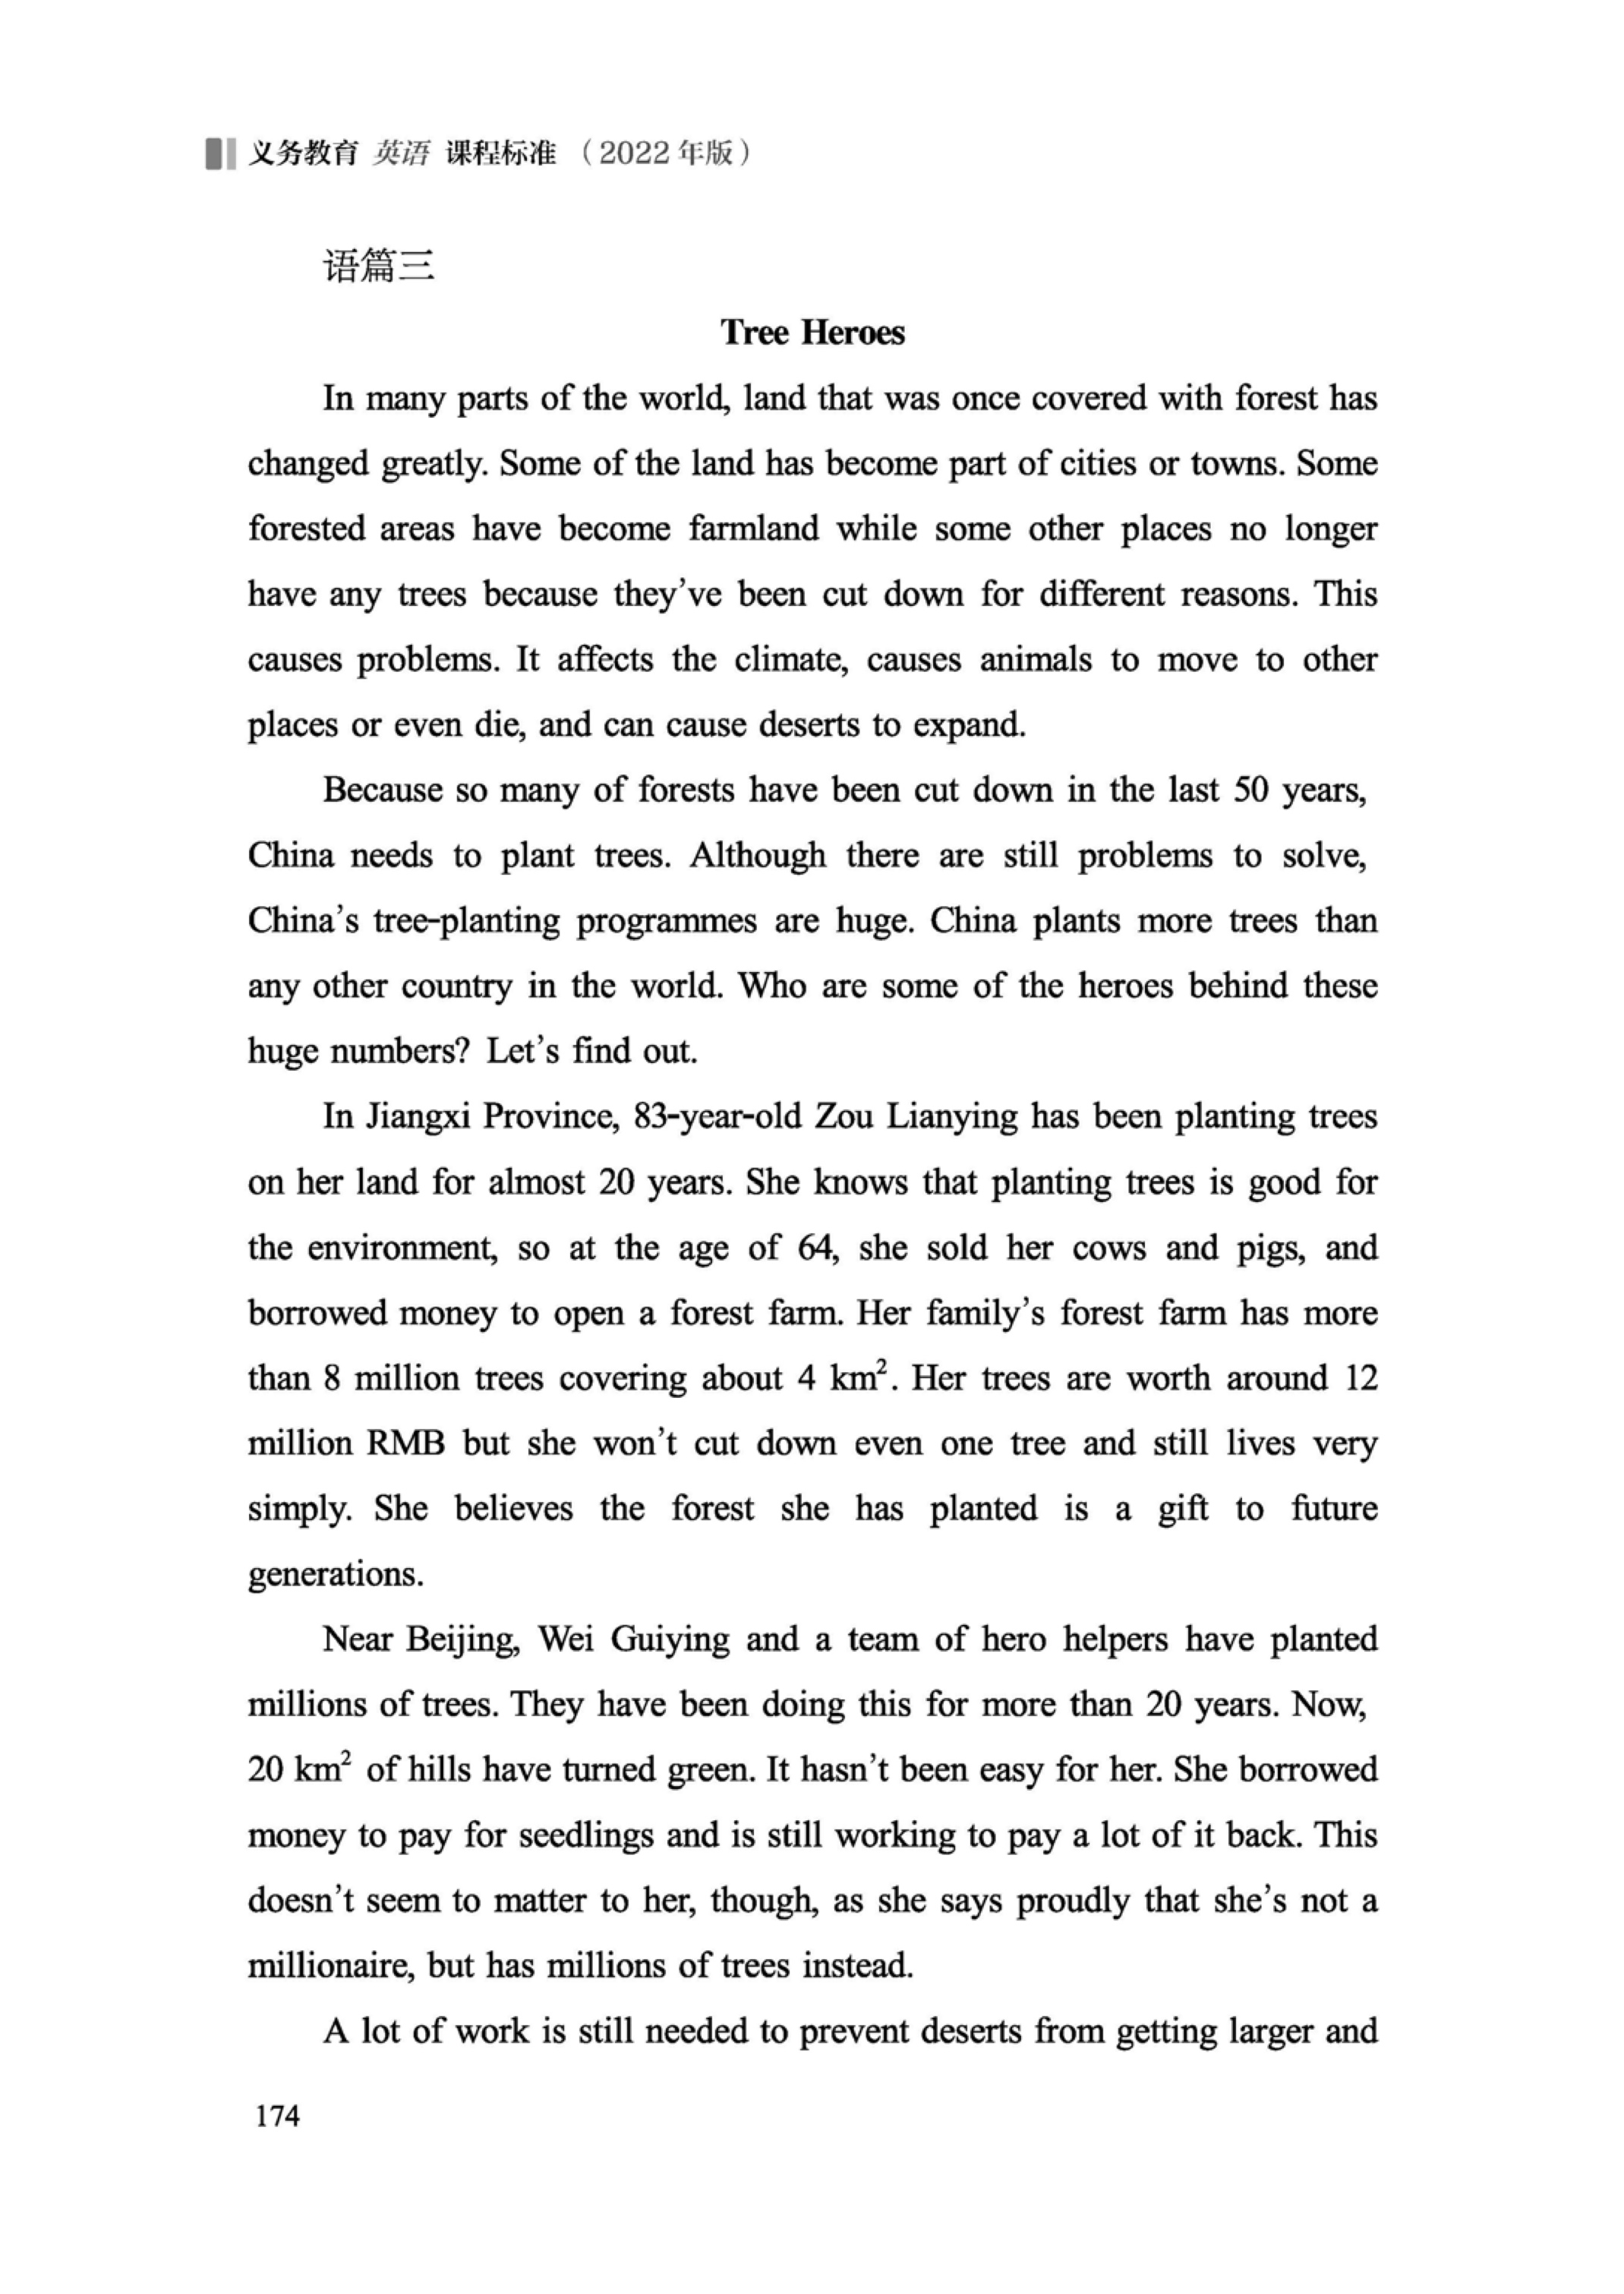 义务教育 英语 课程标准（2022年版）
语篇三
Tree Heroes
In many parts of the world, land that was once covered with forest has
changed greatly. Some of the land has become part of cities or towns. Some
forested areas have become farmland while some other places no longer
have any trees because they’ve been cut down for different reasons. This
causes problems. It affects the climate, causes animals to move to other
places or even die, and can cause deserts to expand.
Because so many of forests have been cut down in the last 50 years,
China needs to plant trees. Although there are still problems to solve,
China’s tree-planting programmes are huge. China plants more trees than
any other country in the world. Who are some of the heroes behind these
huge numbers? Let’s find out.
In Jiangxi Province, 83-year-old Zou Lianying has been planting trees
on her land for almost 20 years. She knows that planting trees is good for
the environment, so at the age of 64, she sold her cows and pigs, and
borrowed money to open a forest farm. Her family’s forest farm has more
than 8 million trees covering about 4 km². Her trees are worth around 12
million RMB but she won’t cut down even one tree and still lives very
simply. She believes the forest she has planted is a gift to future
generations.
Near Beijing, Wei Guiying and a team of hero helpers have planted
millions of trees. They have been doing this for more than 20 years. Now,
20 km² of hills have turned green. It hasn’t been easy for her. She borrowed
money to pay for seedlings and is still working to pay a lot of it back. This
doesn’t seem to matter to her, though, as she says proudly that she’s not a
millionaire, but has millions of trees instead.
A lot of work is still needed to prevent deserts from getting larger and
174